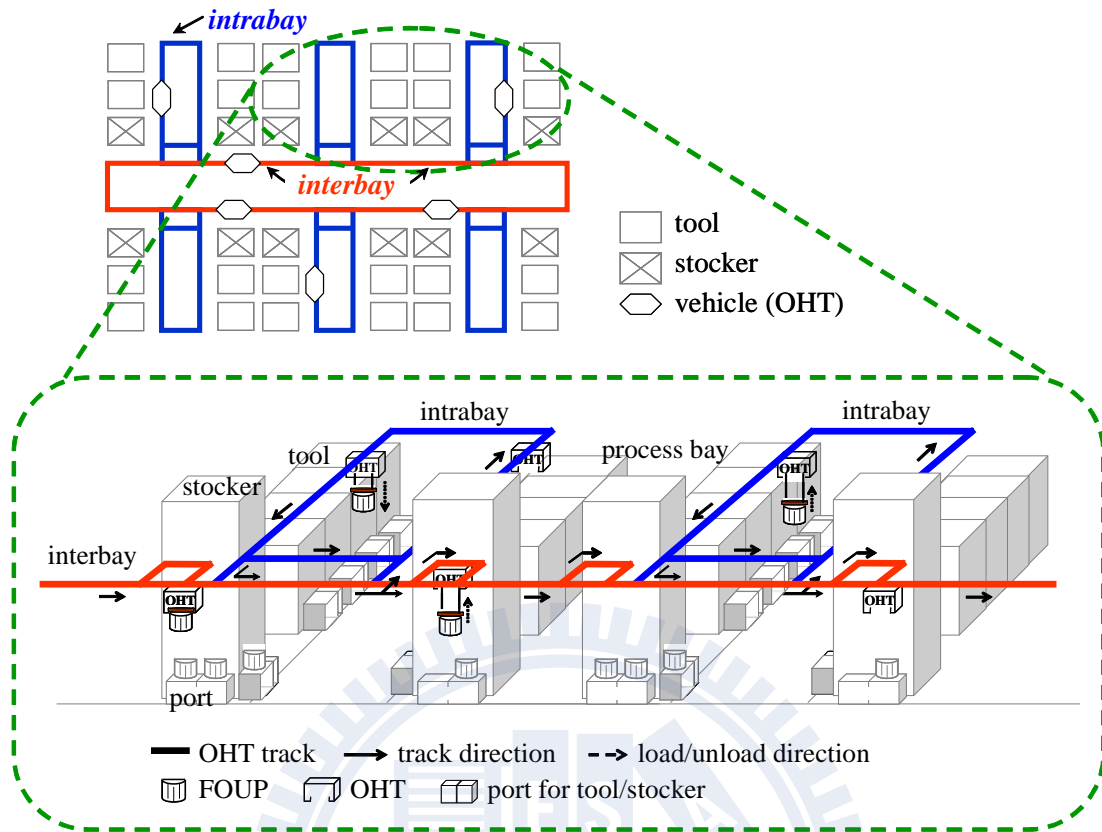 intrabay
interbay
tool
stocker
vehicle (OHT)
intrabay
intrabay
tool
OHT
OHT
process bay
OHT
stocker
interbay
OHT
OHT
OHT
port
OHT track
track direction
load/unload direction
FOUP
OHT
port for tool/stocker